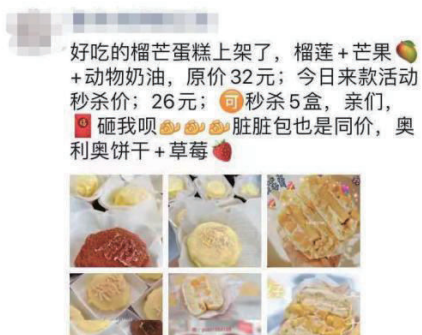 好吃的榴芒蛋糕上架了，榴莲+芒果🥭
+动物奶油，原价32元；今日来款活动
秒杀价；26元；🉑秒杀5盒，亲们，
🧧砸我呗💪💪💪脏脏包也是同价，奥
利奥饼干+草莓🍓